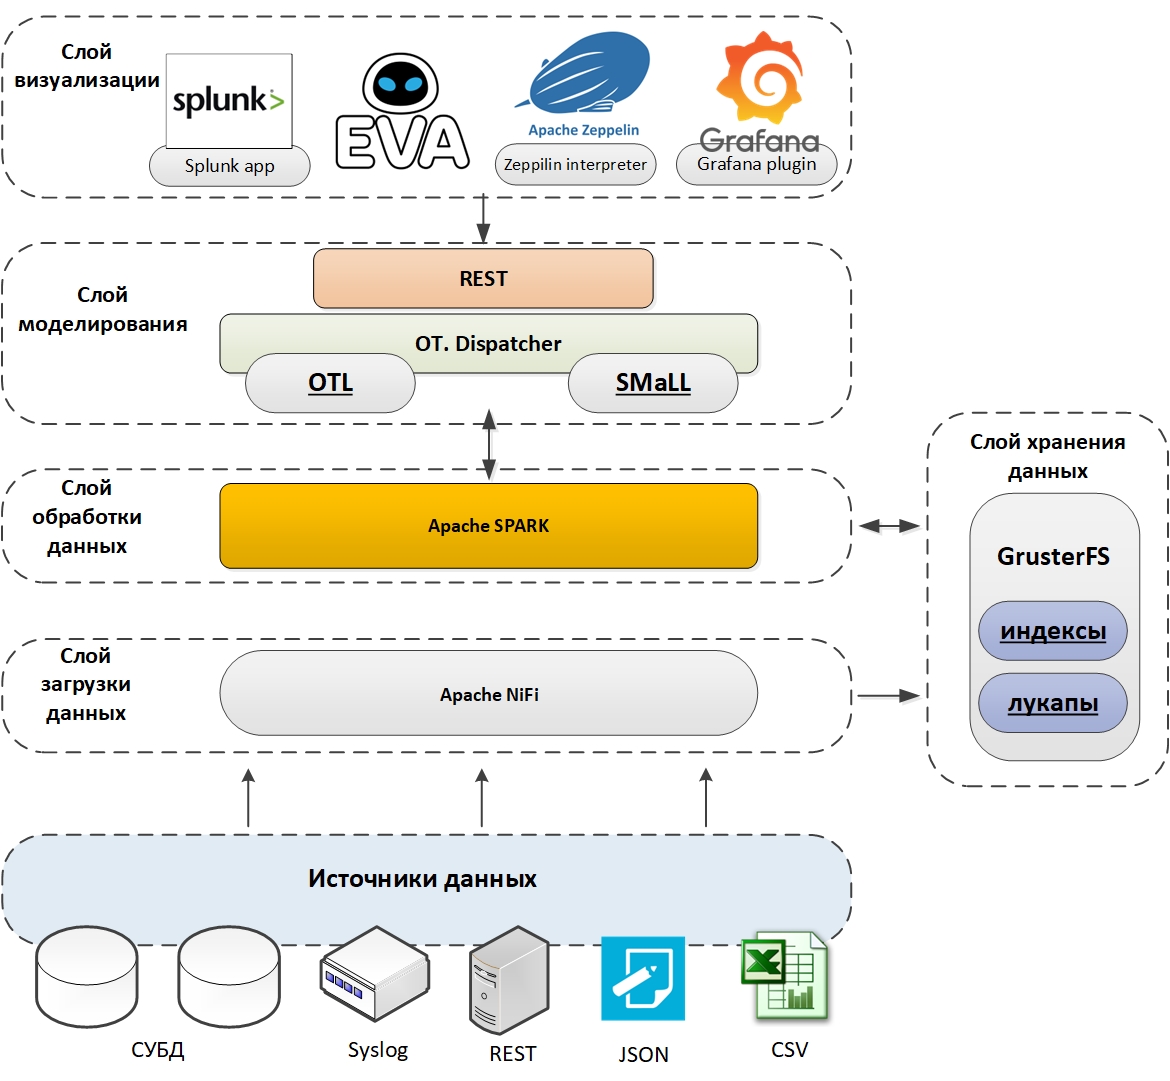 Слой
визуализации
splunk>
EVA
Apache Zeppelin
Grafana
Splunk app
Zeppilin interpreter
Grafana plugin
Слой
моделирования
REST
OT. Dispatcher
OTL
SMaLL
Слой
обработки
данных
Apache SPARK
Слой хранения
данных
GrusterFS
индексы
лукапы
Слой
загрузки
данных
Apache NiFi
Источники данных
СУБД
Syslog
REST
JSON
CSV